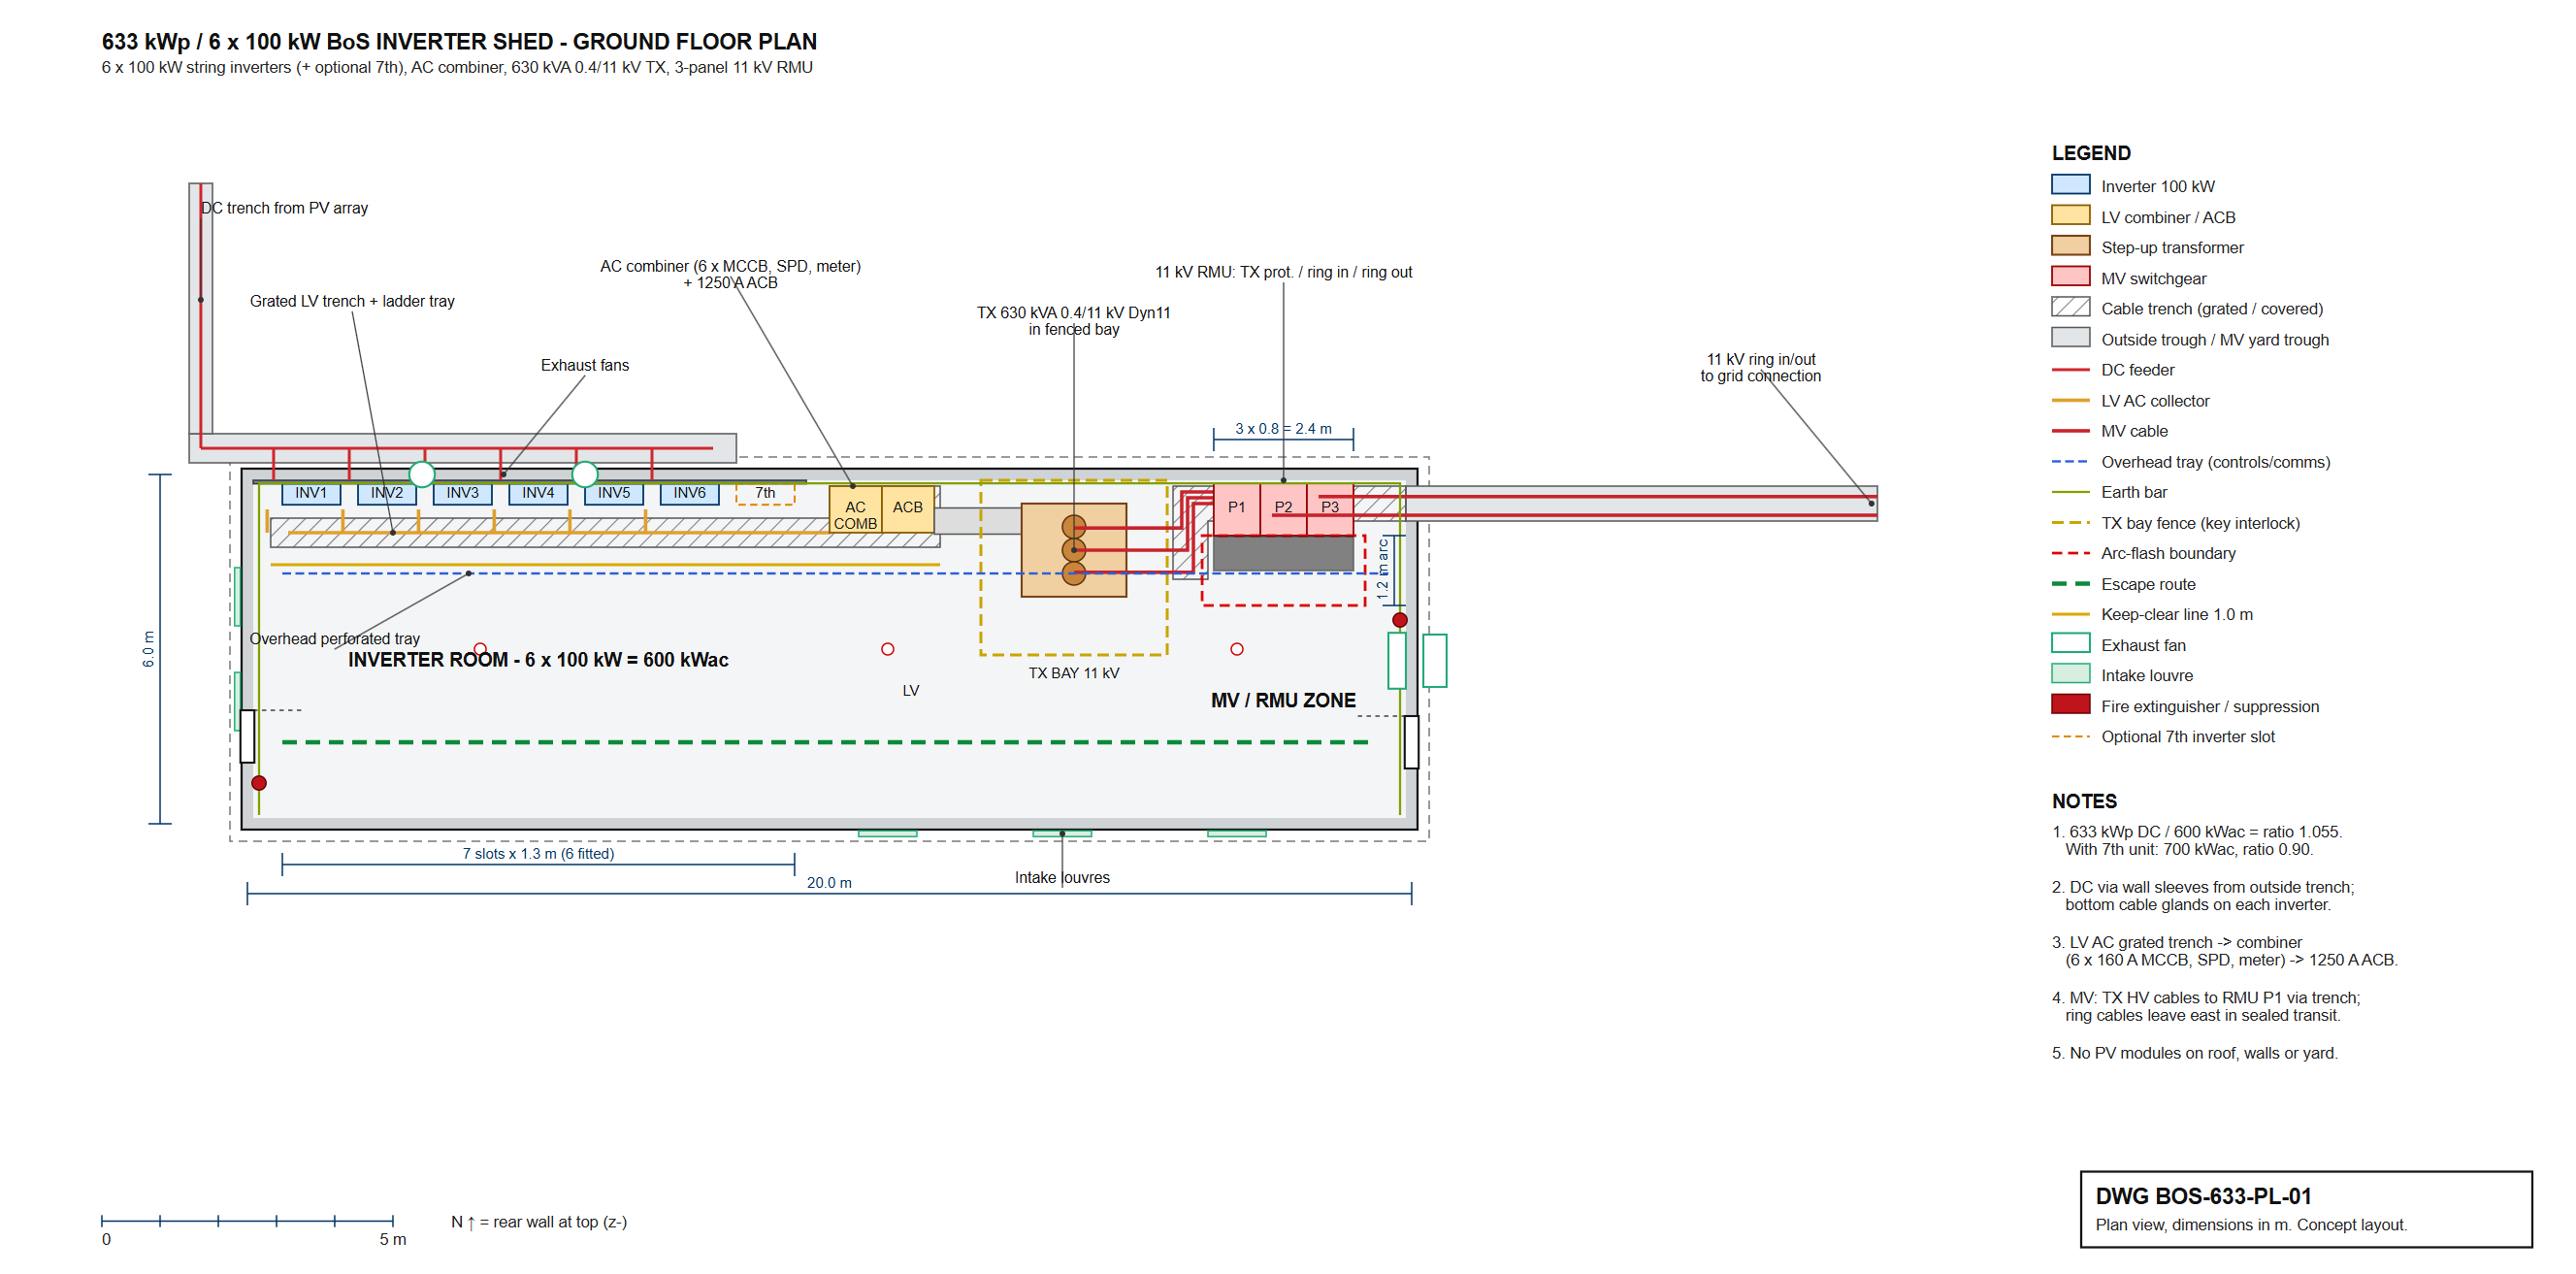 633 kWp / 6 x 100 kW BoS INVERTER SHED - GROUND FLOOR PLAN
6 x 100 kW string inverters (+ optional 7th), AC combiner, 630 kVA 0.4/11 kV TX, 3-panel 11 kV RMU
DC trench from PV array
AC combiner (6 x MCCB, SPD, meter)
+ 1250 A ACB
11 kV RMU: TX prot. / ring in / ring out
Grated LV trench + ladder tray
TX 630 kVA 0.4/11 kV Dyn11
in fenced bay
Exhaust fans
11 kV ring in/out
to grid connection
3 x 0.8 = 2.4 m
INV1
INV2
INV3
INV4
INV5
INV6
7th
AC
COMB
ACB
P1
P2
P3
1.2 m arc
6.0 m
Overhead perforated tray
INVERTER ROOM - 6 x 100 kW = 600 kWac
TX BAY 11 kV
LV
MV / RMU ZONE
7 slots x 1.3 m (6 fitted)
20.0 m
Intake louvres
LEGEND
Inverter 100 kW
LV combiner / ACB
Step-up transformer
MV switchgear
Cable trench (grated / covered)
Outside trough / MV yard trough
DC feeder
LV AC collector
MV cable
Overhead tray (controls/comms)
Earth bar
TX bay fence (key interlock)
Arc-flash boundary
Escape route
Keep-clear line 1.0 m
Exhaust fan
Intake louvre
Fire extinguisher / suppression
Optional 7th inverter slot
NOTES
1. 633 kWp DC / 600 kWac = ratio 1.055.
With 7th unit: 700 kWac, ratio 0.90.
2. DC via wall sleeves from outside trench;
bottom cable glands on each inverter.
3. LV AC grated trench -> combiner
(6 x 160 A MCCB, SPD, meter) -> 1250 A ACB.
4. MV: TX HV cables to RMU P1 via trench;
ring cables leave east in sealed transit.
5. No PV modules on roof, walls or yard.
0
5 m
N ↑ = rear wall at top (z-)
DWG BOS-633-PL-01
Plan view, dimensions in m. Concept layout.